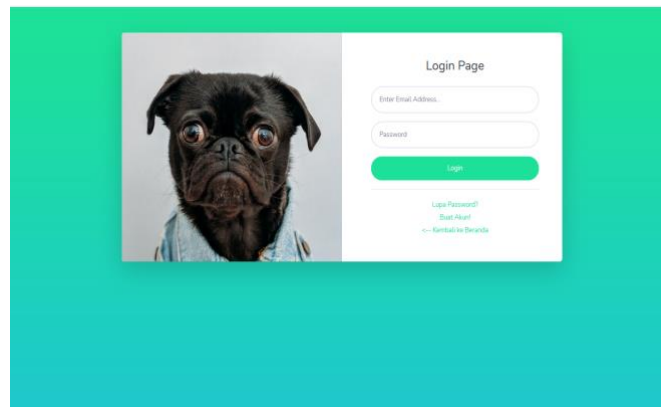 Login Page
Enter Email Address...
Password
Login
Lupa Password?
Buat Akun!
<-- Kembali ke Beranda